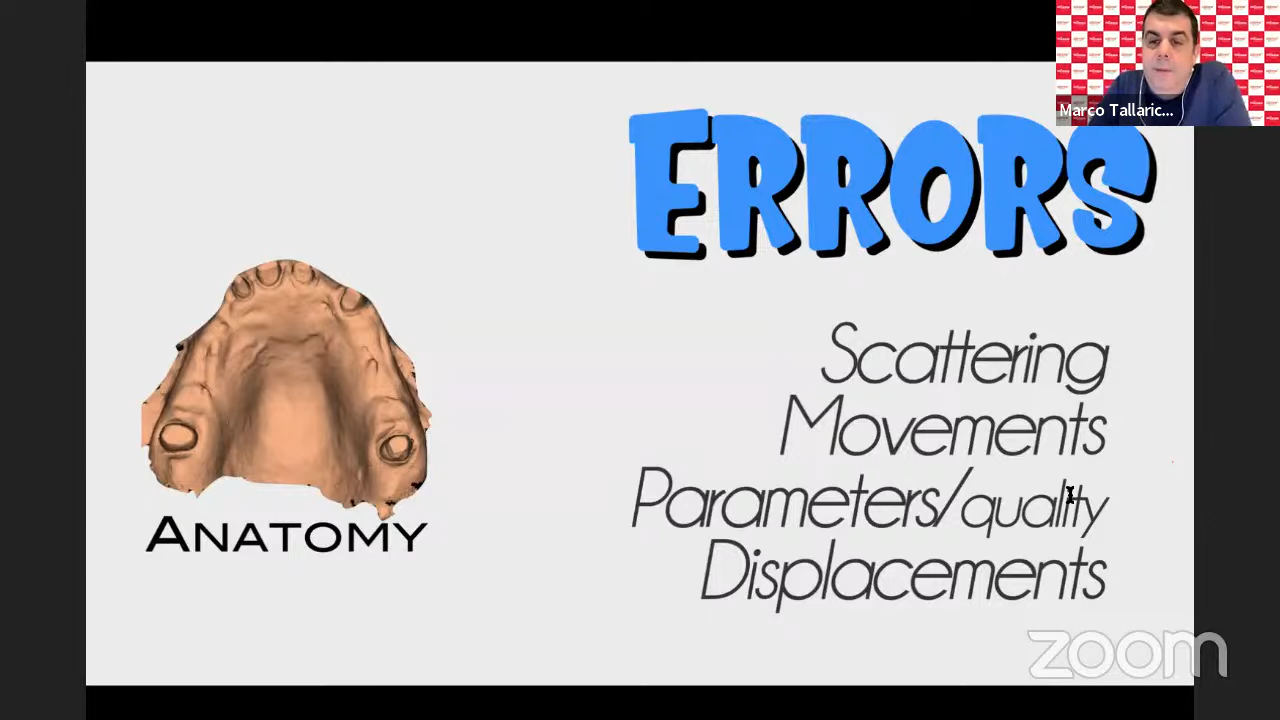 Marco Tallaric...
ERRORS
Scattering
Movements
Parameters/quality
Displacements
ANATOMY
zoom